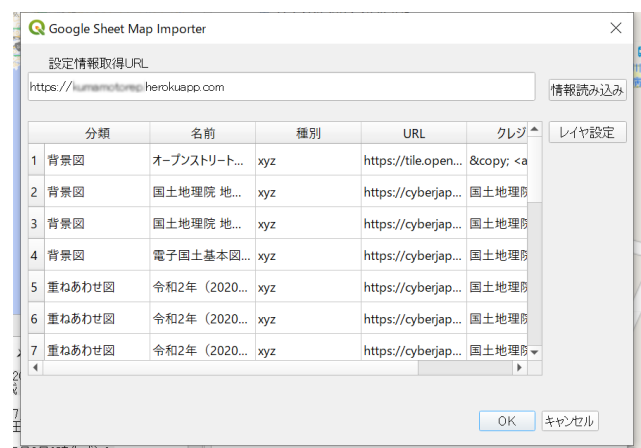 Google Sheet Map Importer
設定情報取得URL
https:// herokuapp.com
情報読み込み
分類 名前 種別 URL クレジ
レイヤ設定
1 背景図 オープンストリート... xyz https://tile.open... &copy; <a
2 背景図 国土地理院 地... xyz https://cyberjap... 国土地理院
3 背景図 国土地理院 地... xyz https://cyberjap... 国土地理院
4 背景図 電子国土基本図... xyz https://cyberjap... 国土地理院
5 重ねあわせ図 令和2年（2020... xyz https://cyberjap... 国土地理院
6 重ねあわせ図 令和2年（2020... xyz https://cyberjap... 国土地理院
7 重ねあわせ図 令和2年（2020... xyz https://cyberjap... 国土地理院
OK キャンセル